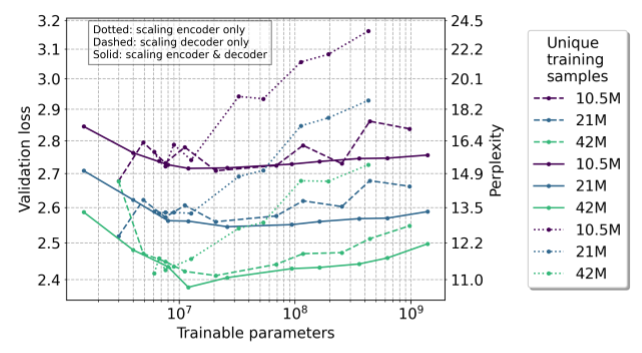 3.2
3.1
3.0
2.9
2.8
2.7
2.6
2.5
2.4
Validation loss
Dotted: scaling encoder only
Dashed: scaling decoder only
Solid: scaling encoder & decoder
24.5
22.2
20.1
18.2
16.4
14.9
13.5
12.2
11.0
Perplexity
10⁷
10⁸
10⁹
Trainable parameters
Unique
training
samples
10.5M
21M
42M
10.5M
21M
42M
10.5M
21M
42M